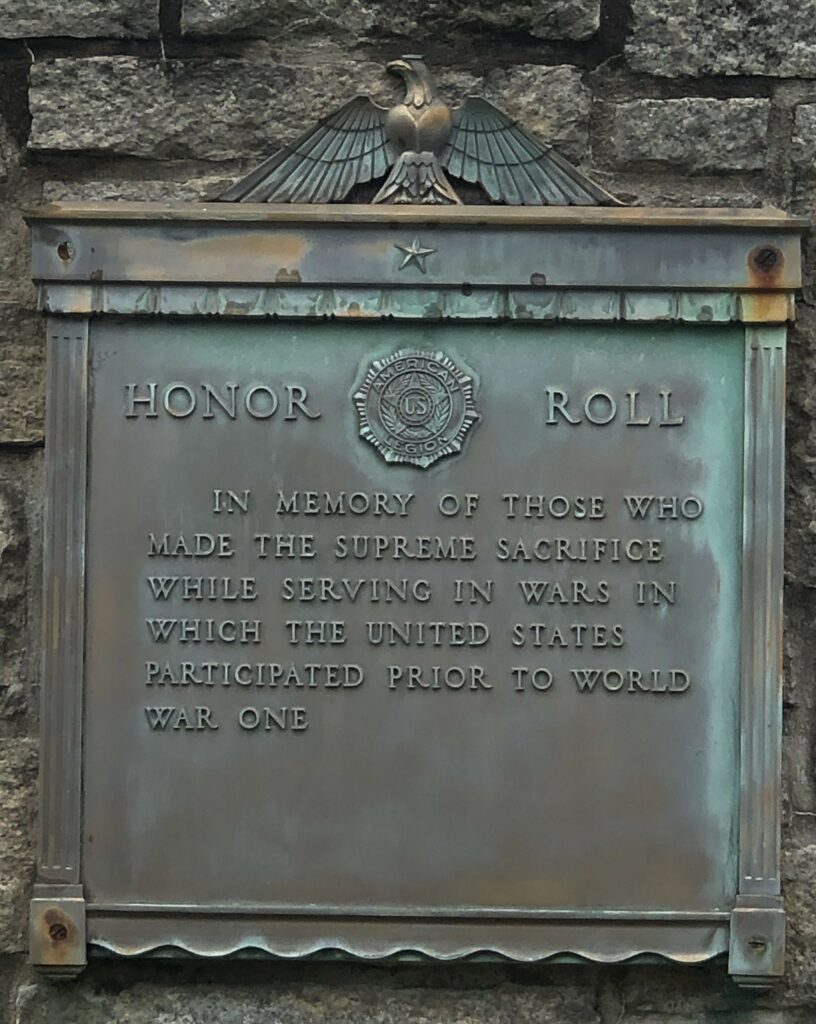 HONOR ROLL
AMERICAN
US
LEGION
IN MEMORY OF THOSE WHO
MADE THE SUPREME SACRIFICE
WHILE SERVING IN WARS IN
WHICH THE UNITED STATES
PARTICIPATED PRIOR TO WORLD
WAR ONE